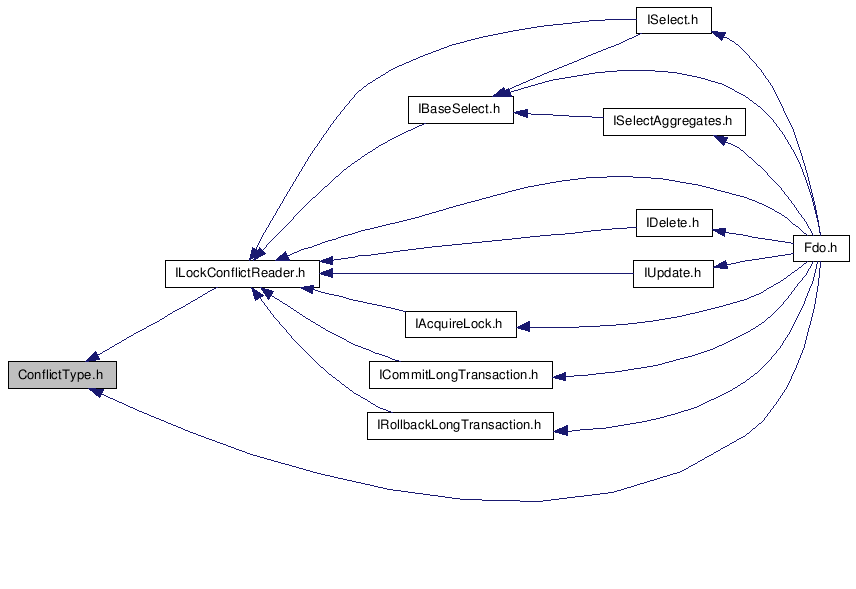 ISelect.h
IBaseSelect.h
ISelectAggregates.h
IDelete.h
Fdo.h
ILockConflictReader.h
IUpdate.h
IAcquireLock.h
ConflictType.h
ICommitLongTransaction.h
IRollbackLongTransaction.h